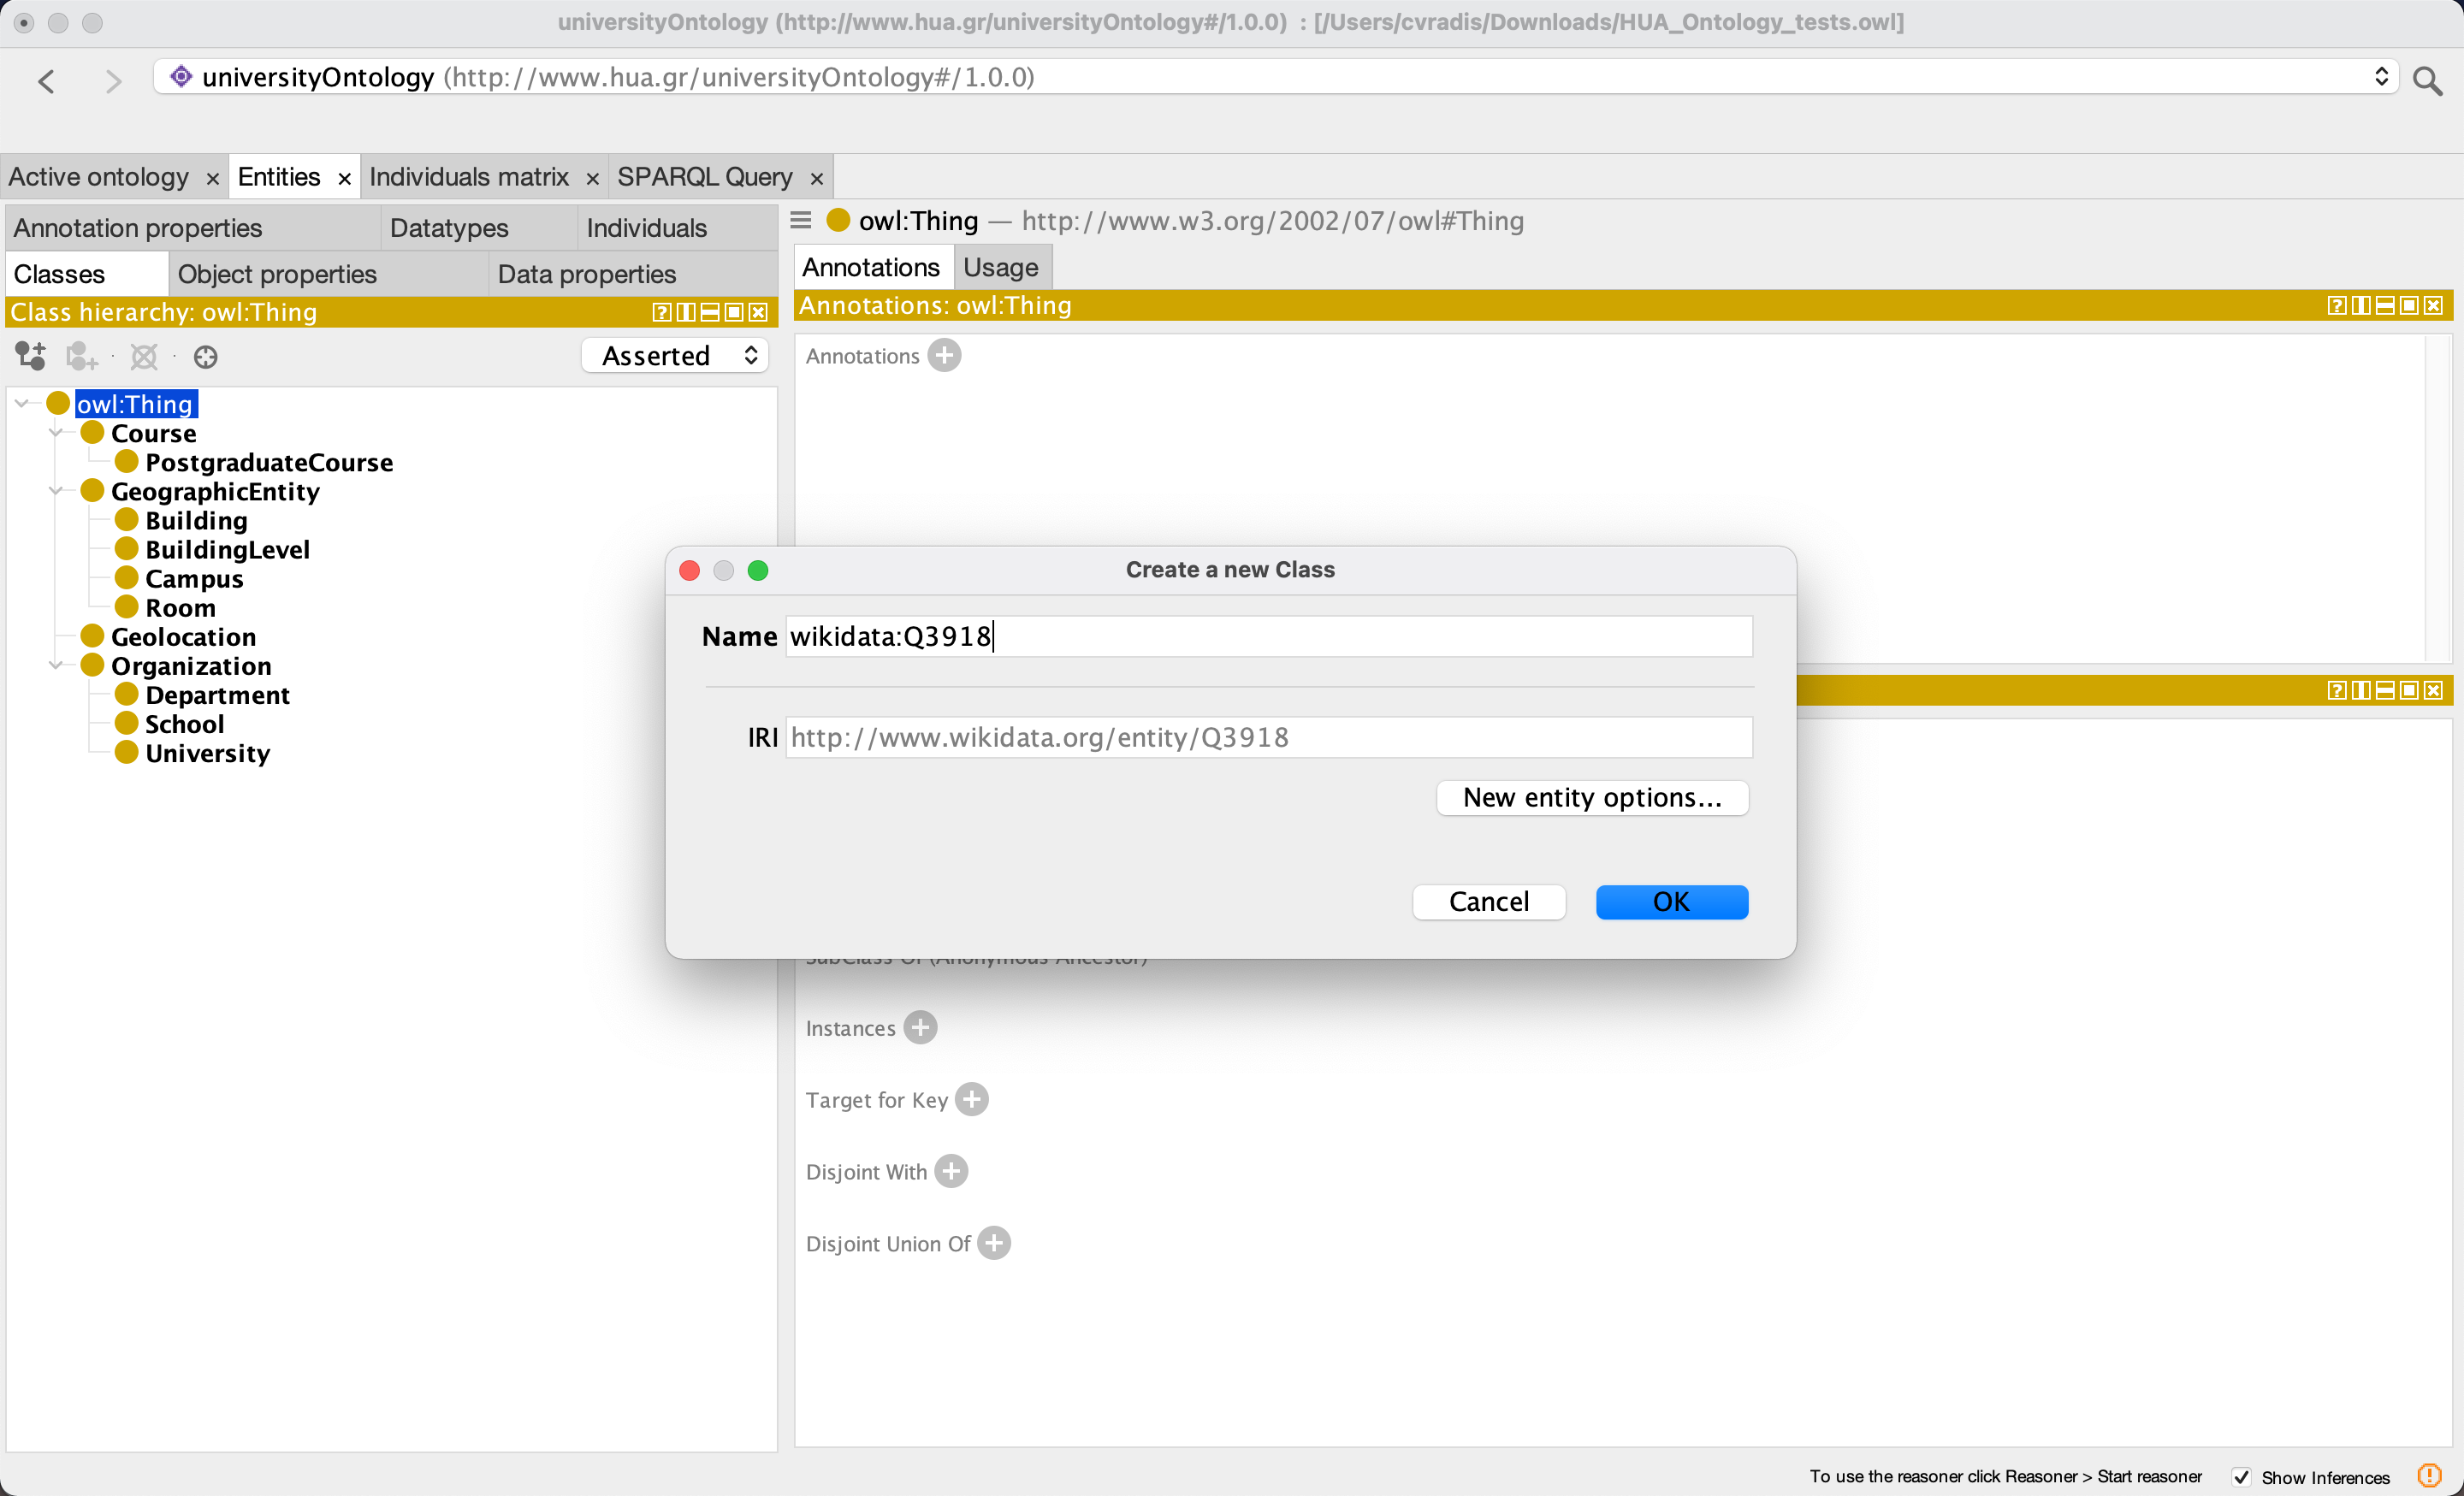 universityOntology (http://www.hua.gr/universityOntology#/1.0.0)  : [/Users/cvradis/Downloads/HUA_Ontology_tests.owl]
universityOntology (http://www.hua.gr/universityOntology#/1.0.0)
Active ontology × Entities × Individuals matrix × SPARQL Query ×
Annotation properties Datatypes Individuals
Classes Object properties Data properties
Class hierarchy: owl:Thing
Asserted
owl:Thing
Course
PostgraduateCourse
GeographicEntity
Building
BuildingLevel
Campus
Room
Geolocation
Organization
Department
School
University
owl:Thing — http://www.w3.org/2002/07/owl#Thing
Annotations Usage
Annotations: owl:Thing
Annotations
Create a new Class
Name wikidata:Q3918
IRI http://www.wikidata.org/entity/Q3918
New entity options...
Cancel OK
SubClass Of (Anonymous Ancestor)
Instances
Target for Key
Disjoint With
Disjoint Union Of
To use the reasoner click Reasoner > Start reasoner Show Inferences